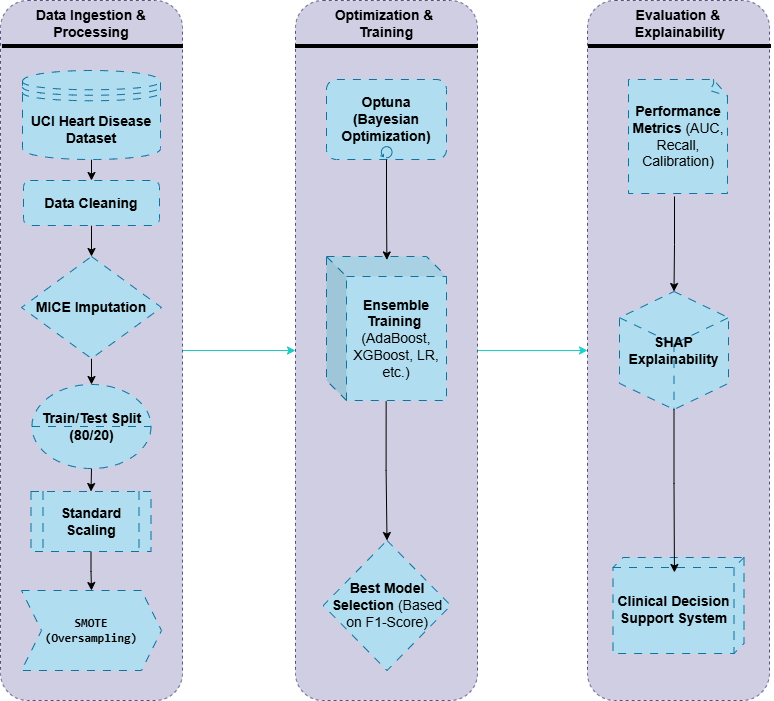 Data Ingestion &
Processing
UCI Heart Disease
Dataset
Data Cleaning
MICE Imputation
Train/Test Split
(80/20)
Standard
Scaling
SMOTE
(Oversampling)
Optimization &
Training
Optuna
(Bayesian
Optimization)
Ensemble
Training
(AdaBoost,
XGBoost, LR,
etc.)
Best Model
Selection (Based
on F1-Score)
Evaluation &
Explainability
Performance
Metrics (AUC,
Recall,
Calibration)
SHAP
Explainability
Clinical Decision
Support System